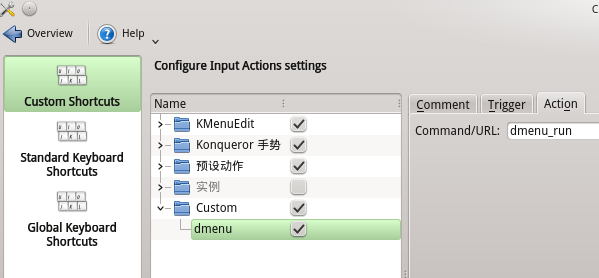 C
Overview
Help
Configure Input Actions settings
Custom Shortcuts
Standard Keyboard
Shortcuts
Global Keyboard
Shortcuts
Name
KMenuEdit
Konqueror 手势
预设动作
实例
Custom
dmenu
Comment
Trigger
Action
Command/URL:
dmenu_run